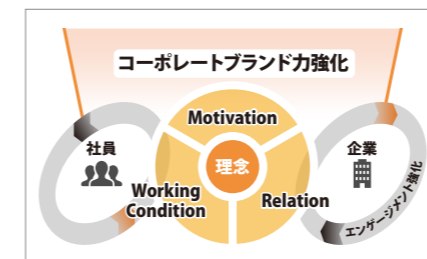 コーポレートブランド力強化
Motivation
社員
理念
企業
Working
Condition
Relation
エンゲージメント強化